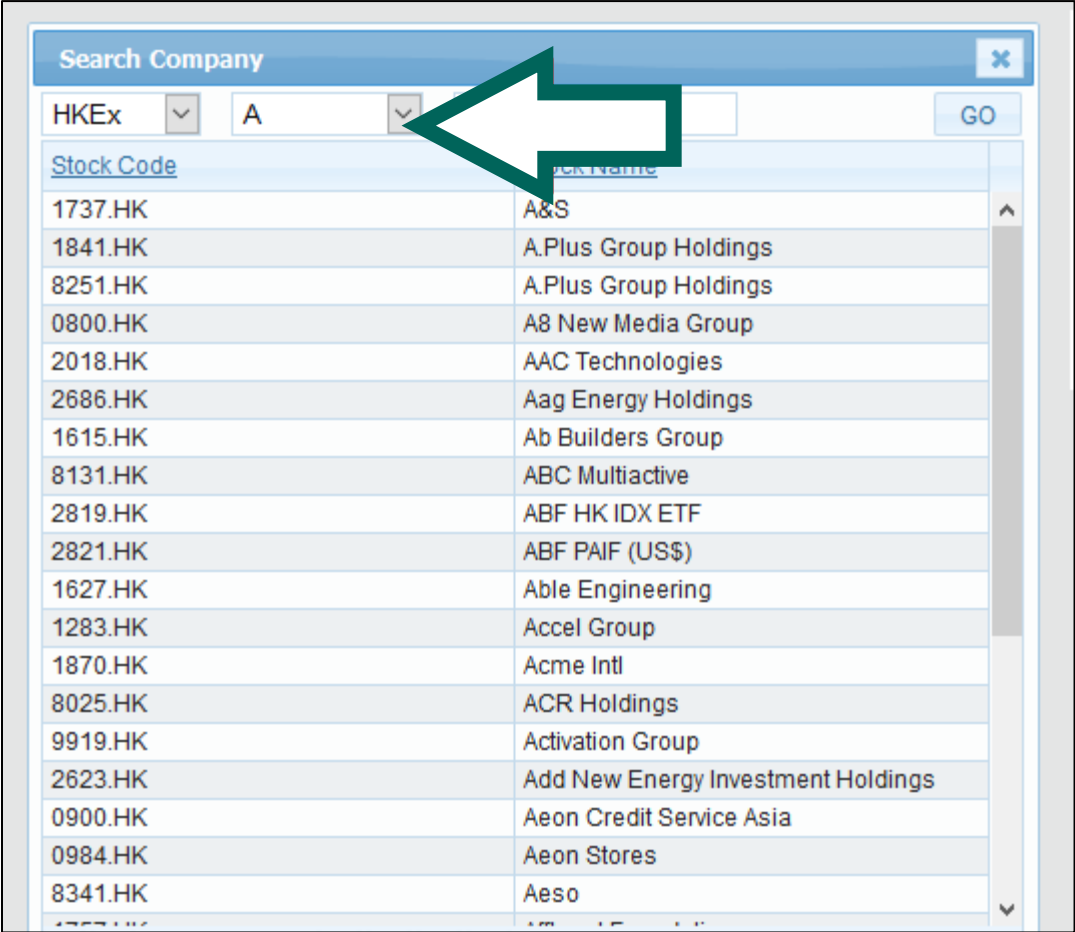 Search Company
HKEx A GO
Stock Code Stock Name
1737.HK A&S
1841.HK A.Plus Group Holdings
8251.HK A.Plus Group Holdings
0800.HK A8 New Media Group
2018.HK AAC Technologies
2686.HK Aag Energy Holdings
1615.HK Ab Builders Group
8131.HK ABC Multiactive
2819.HK ABF HK IDX ETF
2821.HK ABF PAIF (US$)
1627.HK Able Engineering
1283.HK Accel Group
1870.HK Acme Intl
8025.HK ACR Holdings
9919.HK Activation Group
2623.HK Add New Energy Investment Holdings
0900.HK Aeon Credit Service Asia
0984.HK Aeon Stores
8341.HK Aeso